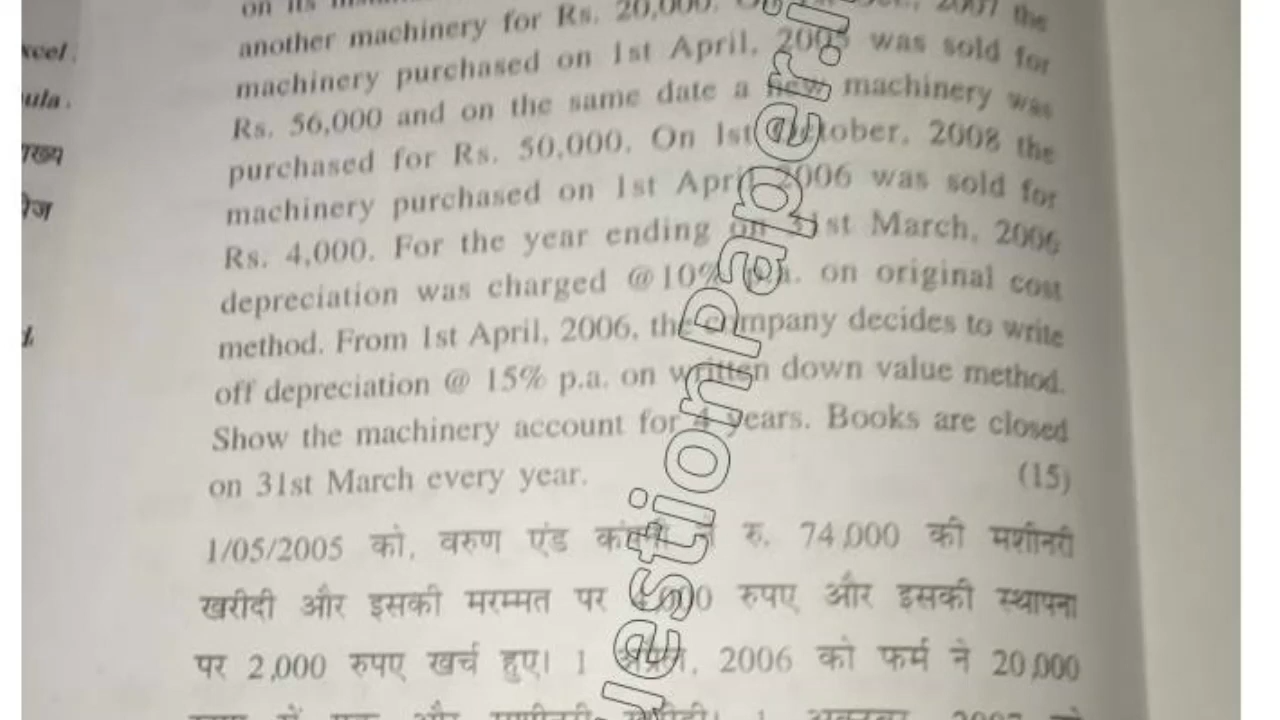 on its
another machinery for Rs. 20,000. 2007 the
machinery purchased on 1st April, 2005 was sold for
Rs. 56,000 and on the same date a new machinery was
purchased for Rs. 50,000. On 1st October, 2008 the
machinery purchased on 1st April 2006 was sold for
Rs. 4,000. For the year ending on 31st March, 2006
depreciation was charged @10% p.a. on original cost
method. From 1st April, 2006, the company decides to write
off depreciation @ 15% p.a. on written down value method.
Show the machinery account for 4 years. Books are closed
on 31st March every year. (15)
1/05/2005 को, वरुण एंड कंपनी ने रु. 74,000 की मशीनरी
खरीदी और इसकी मरम्मत पर रुपए और इसकी स्थापना
पर 2,000 रुपए खर्च हुए। 1 अप्रैल, 2006 को फर्म ने 20,000
xcel.
ula.
ाख्य
ेज
uestionPaper.i